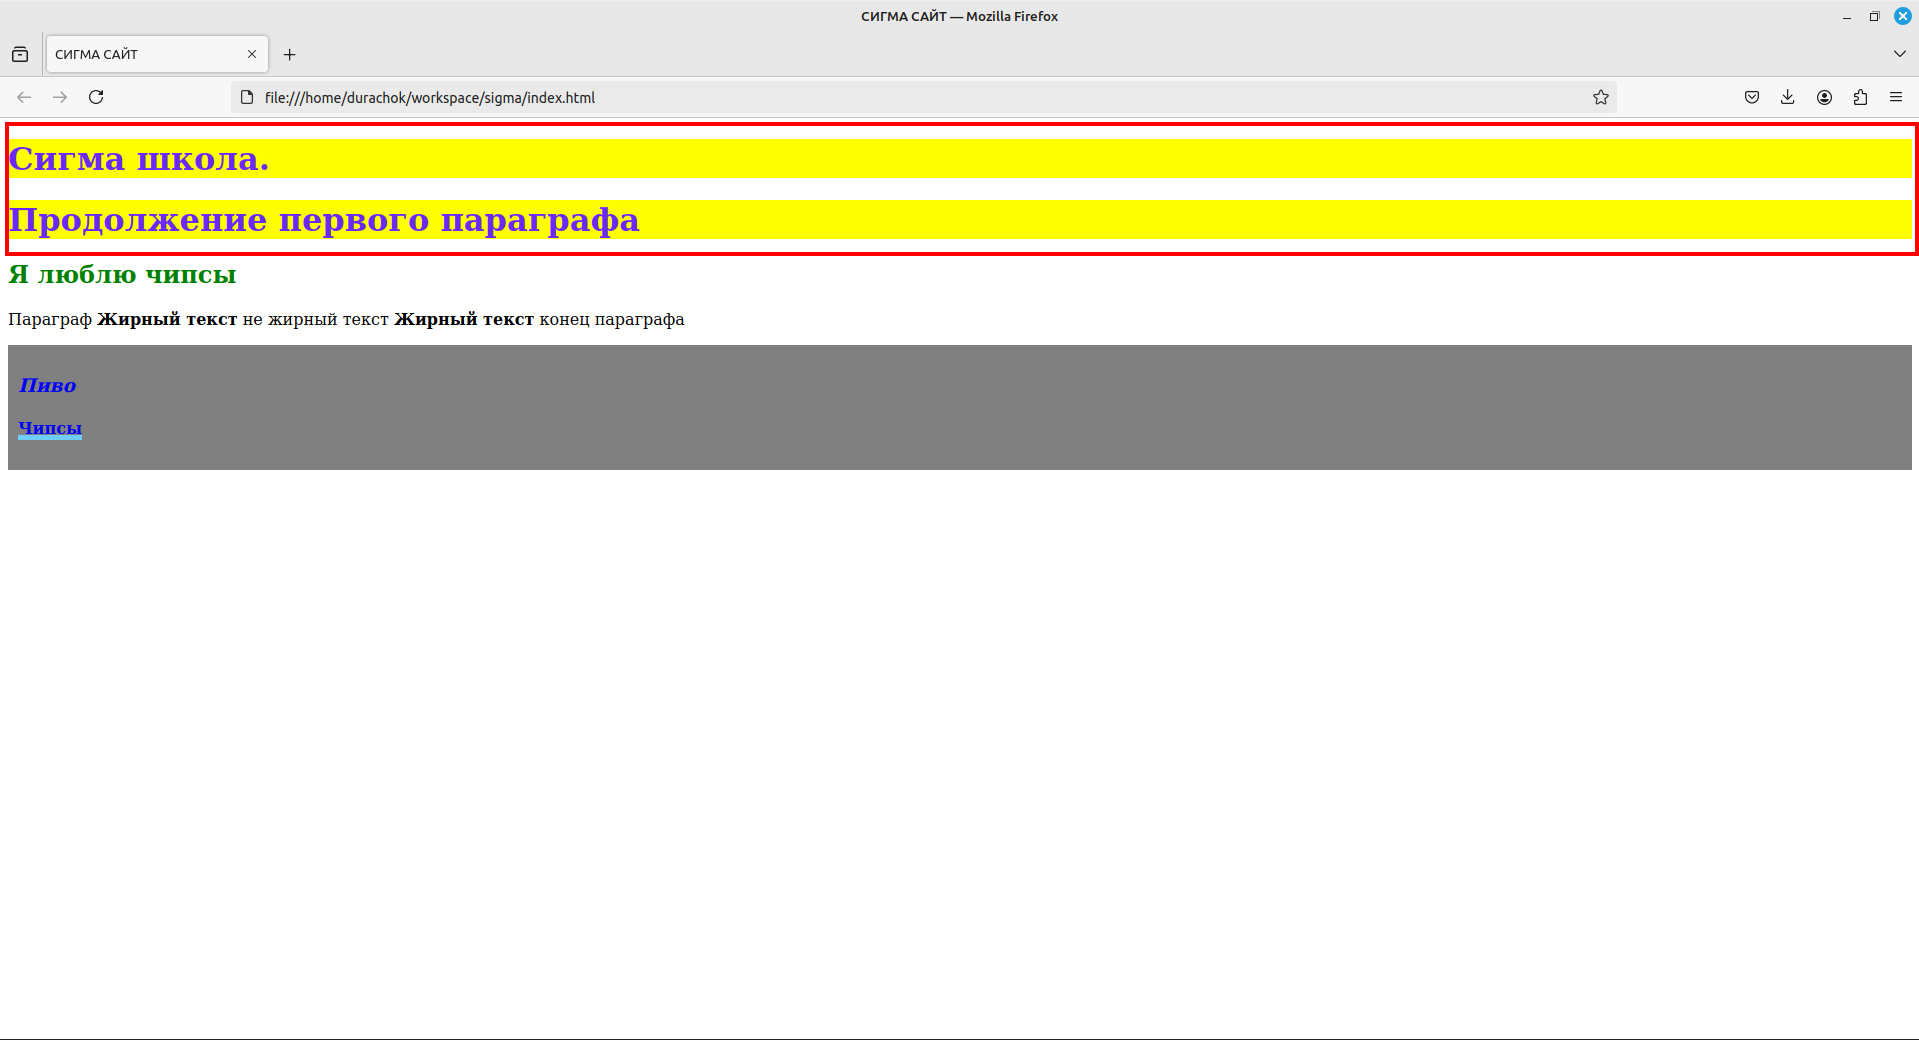 СИГМА САЙТ — Mozilla Firefox
СИГМА САЙТ
file:///home/durachok/workspace/sigma/index.html
Сигма школа.
Продолжение первого параграфа
Я люблю чипсы
Параграф Жирный текст не жирный текст Жирный текст конец параграфа
Пиво
Чипсы